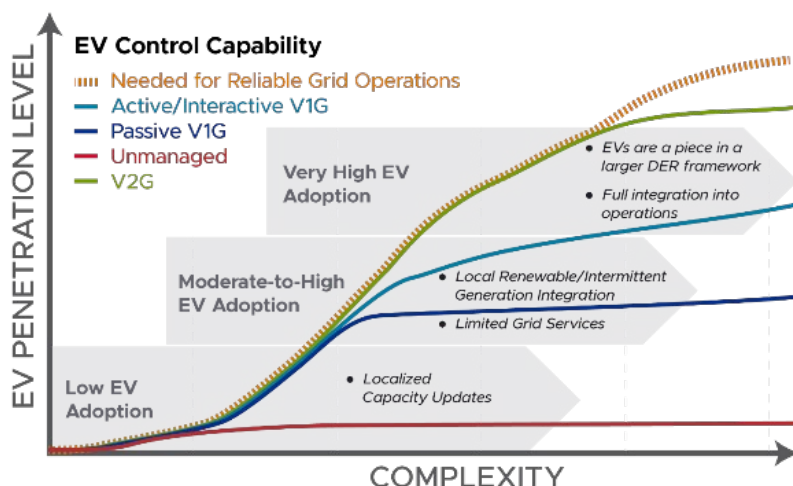 EV Control Capability
Needed for Reliable Grid Operations
Active/Interactive V1G
Passive V1G
Unmanaged
V2G
EV PENETRATION LEVEL
Very High EV
Adoption
• EVs are a piece in a
larger DER framework
• Full integration into
operations
Moderate-to-High
EV Adoption
• Local Renewable/Intermittent
Generation Integration
• Limited Grid Services
Low EV
Adoption
• Localized
Capacity Updates
COMPLEXITY